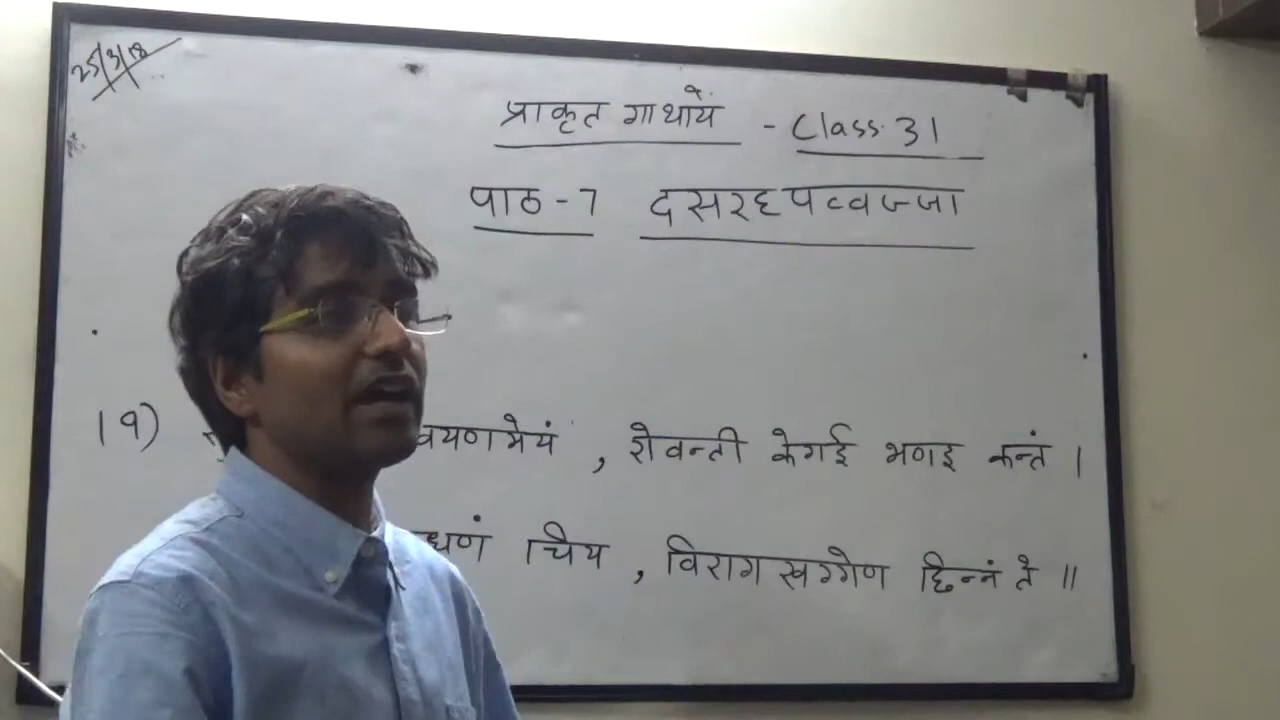 25/3/18
प्राकृत गाथायें - Class 31
पाठ - 7 दसरहपव्वज्जा
19) वयणमेयं , रोवन्ती केगई भणइ कन्तं ।
धणं चिय , विरागखग्गेण छिन्नं ते ॥